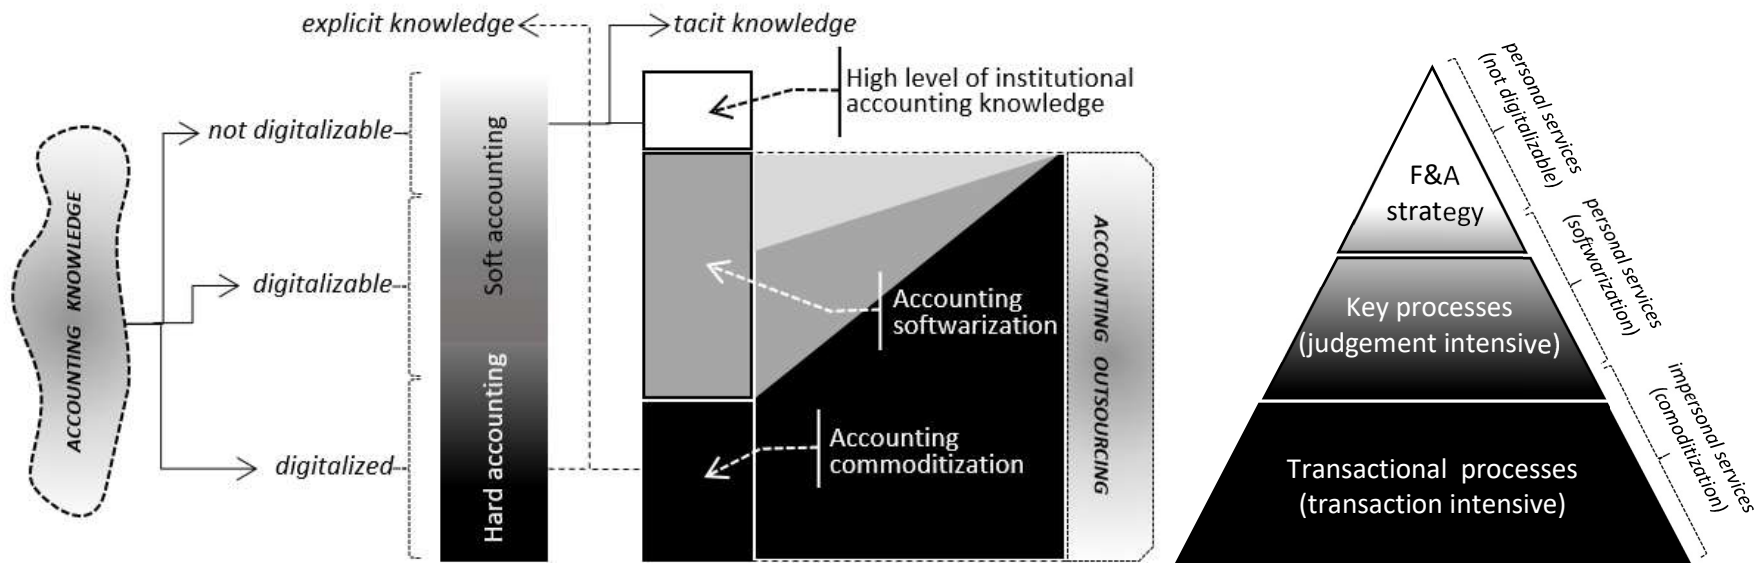 explicit knowledge
tacit knowledge
High level of institutional
accounting knowledge
not digitalizable
digitalizable
digitalized
ACCOUNTING KNOWLEDGE
Soft accounting
Hard accounting
Accounting
softwarization
Accounting
commoditization
ACCOUNTING OUTSOURCING
F&A
strategy
Key processes
(judgement intensive)
Transactional processes
(transaction intensive)
personal services
(not digitalizable)
personal services
(softwarization)
impersonal services
(comoditization)